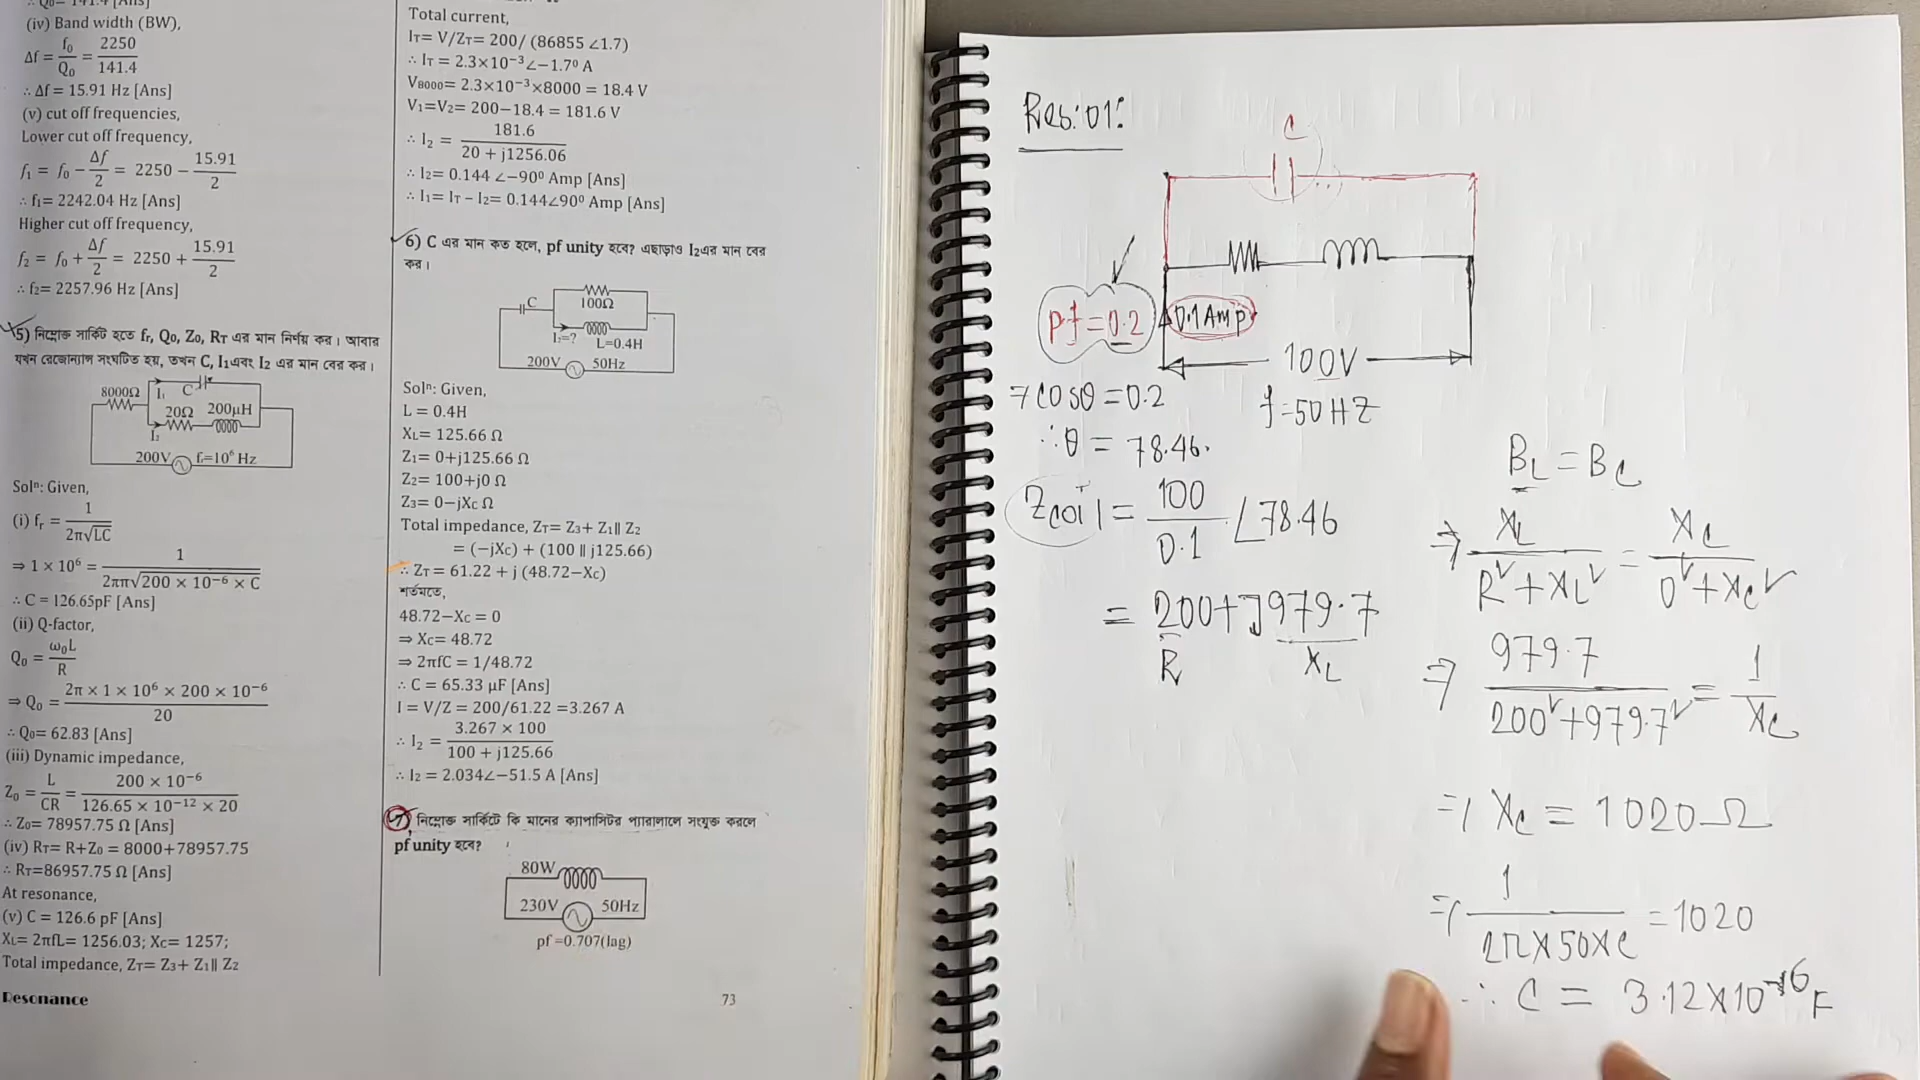 (iv) Band width (BW),
Δf = f₀/Q₀ = 2250/141.4
∴ Δf = 15.91 Hz [Ans]
(v) cut off frequencies,
Lower cut off frequency,
f₁ = f₀ − Δf/2 = 2250 − 15.91/2
∴ f₁= 2242.04 Hz [Ans]
Higher cut off frequency,
f₂ = f₀ + Δf/2 = 2250 + 15.91/2
∴ f₂= 2257.96 Hz [Ans]
5) নিম্নোক্ত সার্কিট হতে fr, Q₀, Z₀, RT এর মান নির্ণয় কর। আবার
যখন রেজোন্যান্স সংঘটিত হয়, তখন C, I₁ এবং I₂ এর মান বের কর।
8000Ω I₁ C
20Ω 200μH
I₂
200V fr=10⁶ Hz
Solⁿ: Given,
(i) fr = 1/2π√LC
⇒ 1 × 10⁶ = 1/2ππ√200 × 10⁻⁶ × C
∴ C = 126.65pF [Ans]
(ii) Q-factor,
Q₀ = ω₀L/R
⇒ Q₀ = 2π × 1 × 10⁶ × 200 × 10⁻⁶/20
∴ Q₀= 62.83 [Ans]
(iii) Dynamic impedance,
Z₀ = L/CR = 200 × 10⁻⁶/126.65 × 10⁻¹² × 20
∴ Z₀= 78957.75 Ω [Ans]
(iv) RT= R+Z₀ = 8000+78957.75
∴ RT=86957.75 Ω [Ans]
At resonance,
(v) C = 126.6 pF [Ans]
XL= 2πfL= 1256.03; XC= 1257;
Total impedance, ZT= Z₃+ Z₁|| Z₂
Resonance
Total current,
IT= V/ZT= 200/ (86855 ∠1.7)
∴ IT = 2.3×10⁻³∠−1.7⁰ A
V8000= 2.3×10⁻³×8000 = 18.4 V
V₁=V₂= 200−18.4 = 181.6 V
∴ I₂ = 181.6/20 + j1256.06
∴ I₂= 0.144 ∠−90⁰ Amp [Ans]
∴ I₁= IT − I₂= 0.144∠90⁰ Amp [Ans]
6) C এর মান কত হলে, pf unity হবে? এছাড়াও I₂এর মান বের
কর।
C 100Ω
I₂=? L=0.4H
200V 50Hz
Solⁿ: Given,
L = 0.4H
XL= 125.66 Ω
Z₁= 0+j125.66 Ω
Z₂= 100+j0 Ω
Z₃= 0−jXC Ω
Total impedance, ZT= Z₃+ Z₁|| Z₂
= (−jXC) + (100 || j125.66)
∴ ZT= 61.22 + j (48.72−XC)
শর্তমতে,
48.72−XC = 0
⇒ XC= 48.72
⇒ 2πfC = 1/48.72
∴ C = 65.33 μF [Ans]
I = V/Z = 200/61.22 =3.267 A
∴ I₂ = 3.267 × 100/100 + j125.66
∴ I₂ = 2.034∠−51.5 A [Ans]
7) নিম্নোক্ত সার্কিটে কি মানের ক্যাপাসিটর প্যারালালে সংযুক্ত করলে
pf unity হবে?
80W
230V 50Hz
pf =0.707(lag)
73
Res: 01:
C
pf = 0.2 0.1 Amp
100V
⇒ cosθ = 0.2 f = 50 HZ
∴ θ = 78.46.
Zcoil = 100/0.1 ∠78.46
= 200 + J979.7
R XL
BL = BC
⇒ XL/R² + XL² = XC/0² + XC²
⇒ 979.7/200² + 979.7² = 1/XC
⇒ XC = 1020 Ω
⇒ 1/2π × 50 × C = 1020
∴ C = 3.12 × 10⁻⁶ F